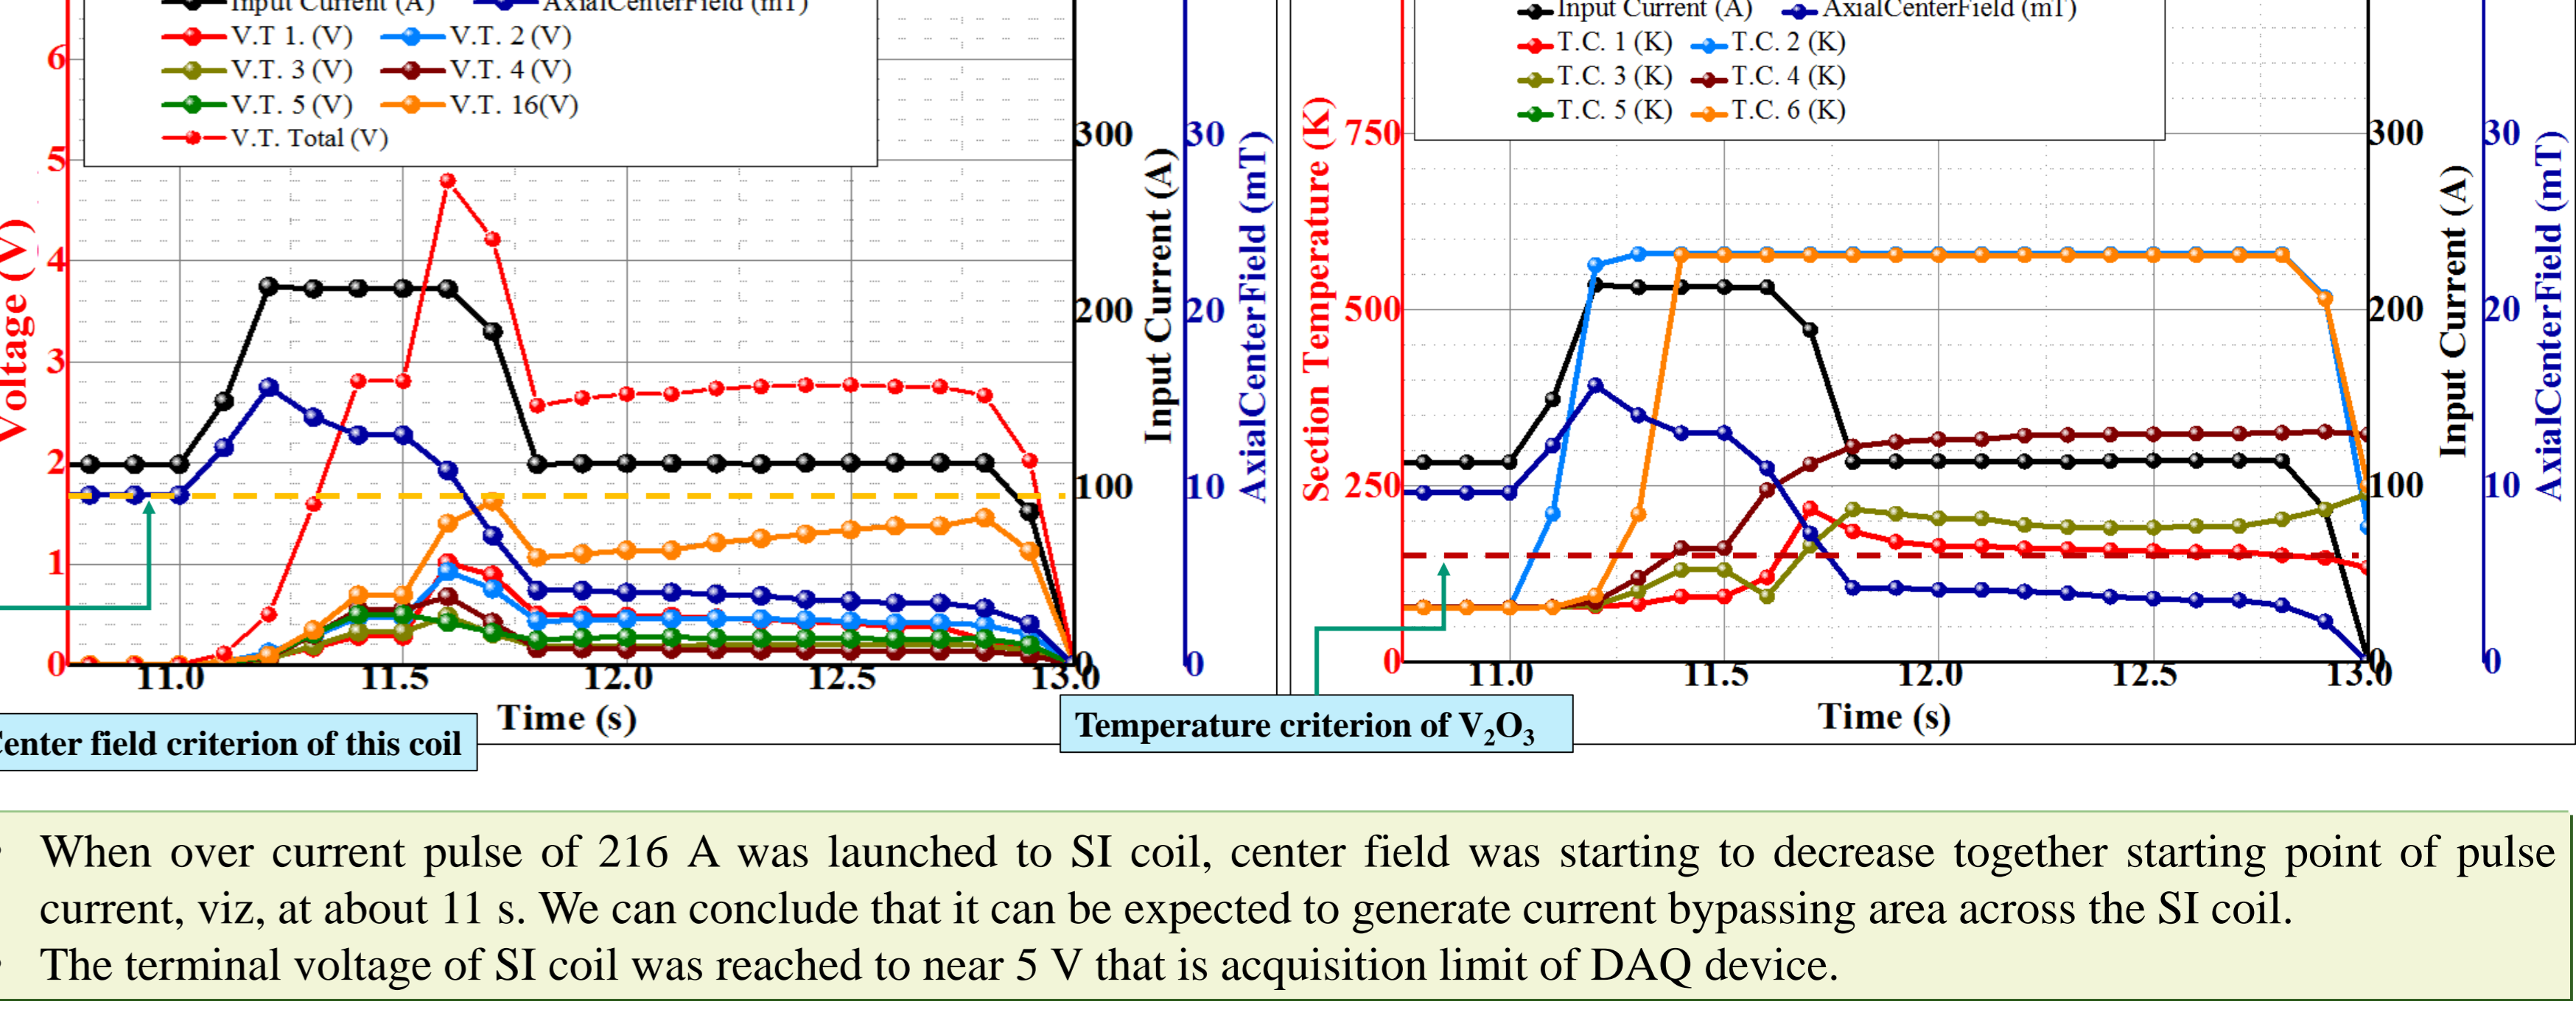 Input Current (A) AxialCenterField (mT)
V.T 1. (V) V.T. 2 (V)
V.T. 3 (V) V.T. 4 (V)
V.T. 5 (V) V.T. 16(V)
V.T. Total (V)
Voltage (V)
6
5
4
3
2
1
0
11.0 11.5 12.0 12.5 13.0
Time (s)
300
200
100
0
Input Current (A)
30
20
10
0
AxialCenterField (mT)
Center field criterion of this coil
Input Current (A) AxialCenterField (mT)
T.C. 1 (K) T.C. 2 (K)
T.C. 3 (K) T.C. 4 (K)
T.C. 5 (K) T.C. 6 (K)
Section Temperature (K)
750
500
250
0
11.0 11.5 12.0 12.5 13.0
Time (s)
300
200
100
0
Input Current (A)
30
20
10
0
AxialCenterField (mT)
Temperature criterion of V₂O₃
• When over current pulse of 216 A was launched to SI coil, center field was starting to decrease together starting point of pulse
current, viz, at about 11 s. We can conclude that it can be expected to generate current bypassing area across the SI coil.
• The terminal voltage of SI coil was reached to near 5 V that is acquisition limit of DAQ device.